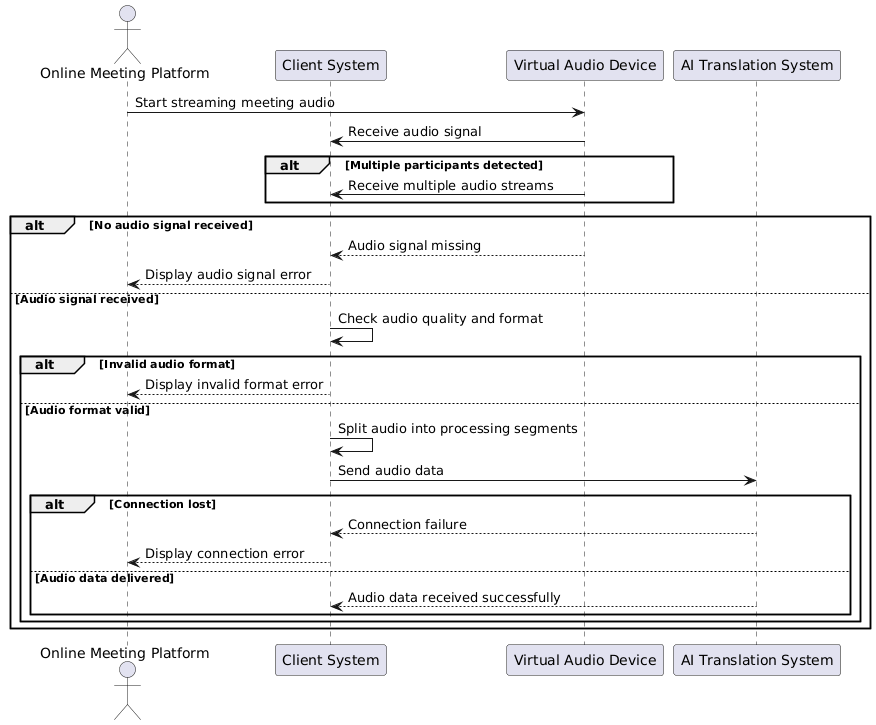 Online Meeting Platform
Client System
Virtual Audio Device
AI Translation System
Start streaming meeting audio
Receive audio signal
alt [Multiple participants detected]
Receive multiple audio streams
alt [No audio signal received]
Audio signal missing
Display audio signal error
[Audio signal received]
Check audio quality and format
alt [Invalid audio format]
Display invalid format error
[Audio format valid]
Split audio into processing segments
Send audio data
alt [Connection lost]
Connection failure
Display connection error
[Audio data delivered]
Audio data received successfully
Online Meeting Platform
Client System
Virtual Audio Device
AI Translation System